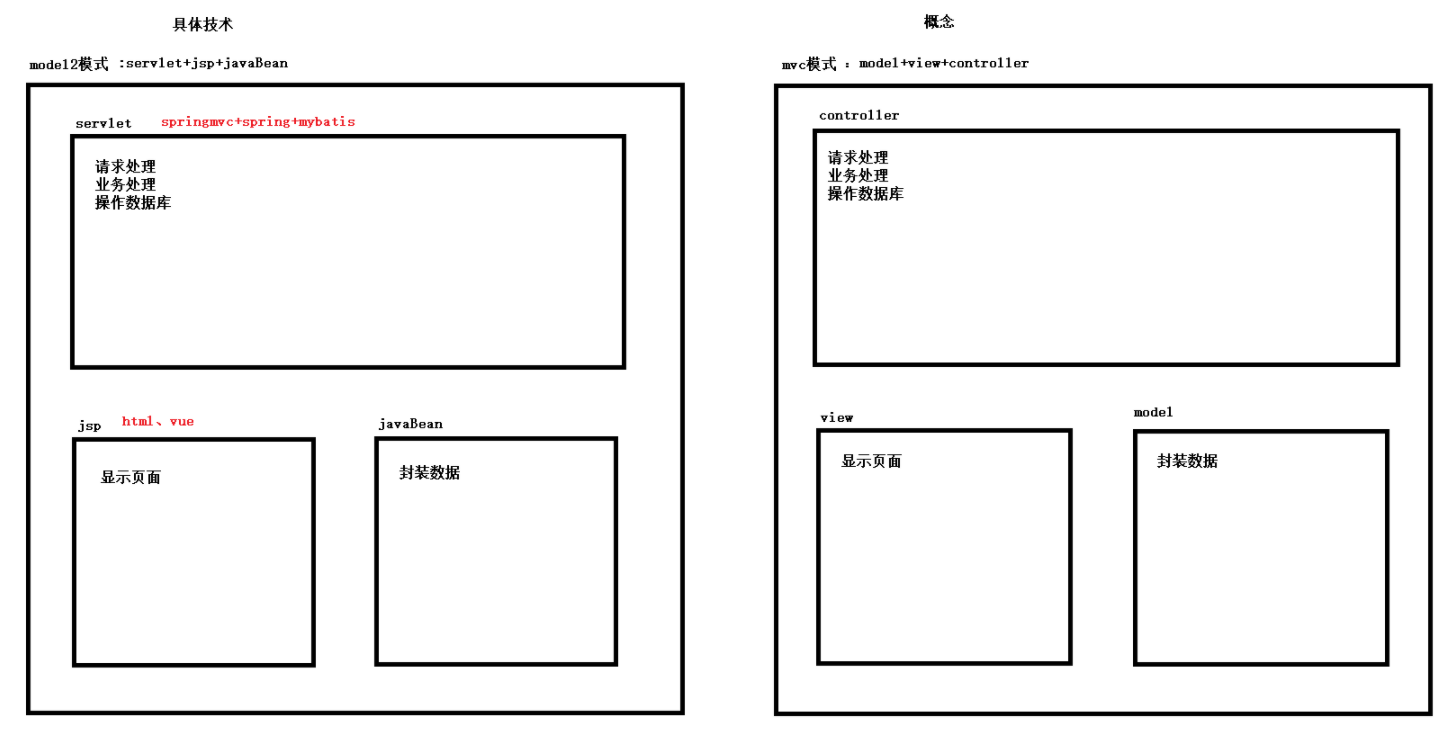 具体技术
model2模式 :servlet+jsp+javaBean
servlet springmvc+spring+mybatis
请求处理
业务处理
操作数据库
jsp html、vue
显示页面
javaBean
封装数据
概念
mvc模式 : model+view+controller
controller
请求处理
业务处理
操作数据库
view
显示页面
model
封装数据